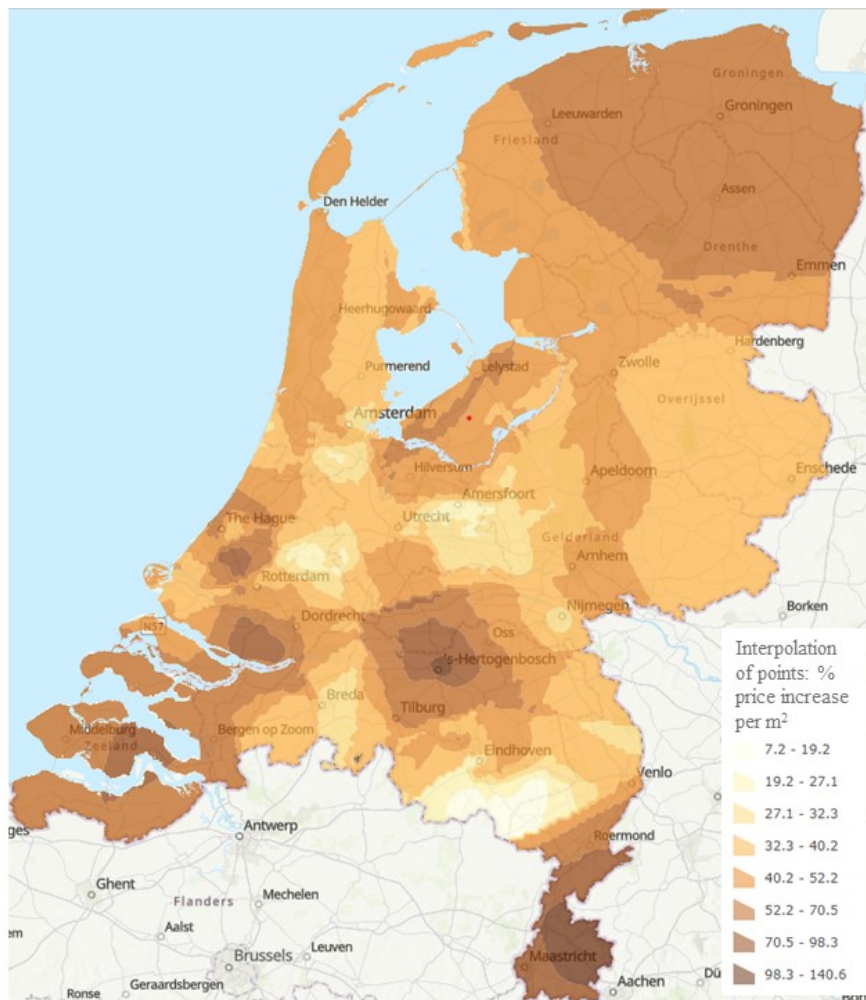 Groningen
Leeuwarden
Groningen
Friesland
Assen
Den Helder
Drenthe
Emmen
Heerhugowaard
Hardenberg
Purmerend
Lelystad
Zwolle
Overijssel
Amsterdam
Hilversum
Apeldoorn
Enschede
Amersfoort
The Hague
Utrecht
Gelderland
Arnhem
Rotterdam
Nijmegen
Borken
N57
Dordrecht
Oss
's-Hertogenbosch
Breda
Tilburg
Middelburg
Zeeland
Bergen op Zoom
Eindhoven
Venlo
Antwerp
Roermond
Ghent
Flanders
Mechelen
Aalst
Leuven
Brussels
Maastricht
Ronse
Geraardsbergen
Aachen
Interpolation
of points: %
price increase
per m²
7.2 - 19.2
19.2 - 27.1
27.1 - 32.3
32.3 - 40.2
40.2 - 52.2
52.2 - 70.5
70.5 - 98.3
98.3 - 140.6